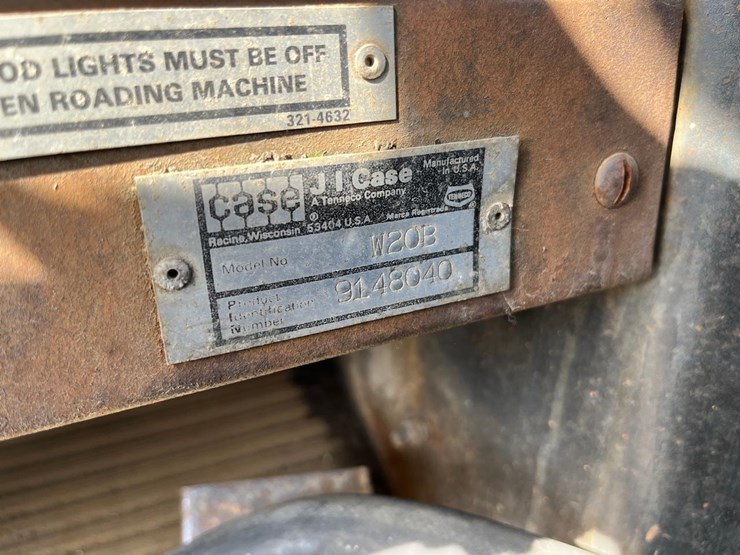 OD LIGHTS MUST BE OFF
EN ROADING MACHINE
321-4632
case
J I Case
A Tenneco Company
Manufactured
in U.S.A.
TENNECO
®
Racine, Wisconsin 53404 U.S.A.
Marca Registrada
Model No
W20B
Product
Identification
Number
9148040